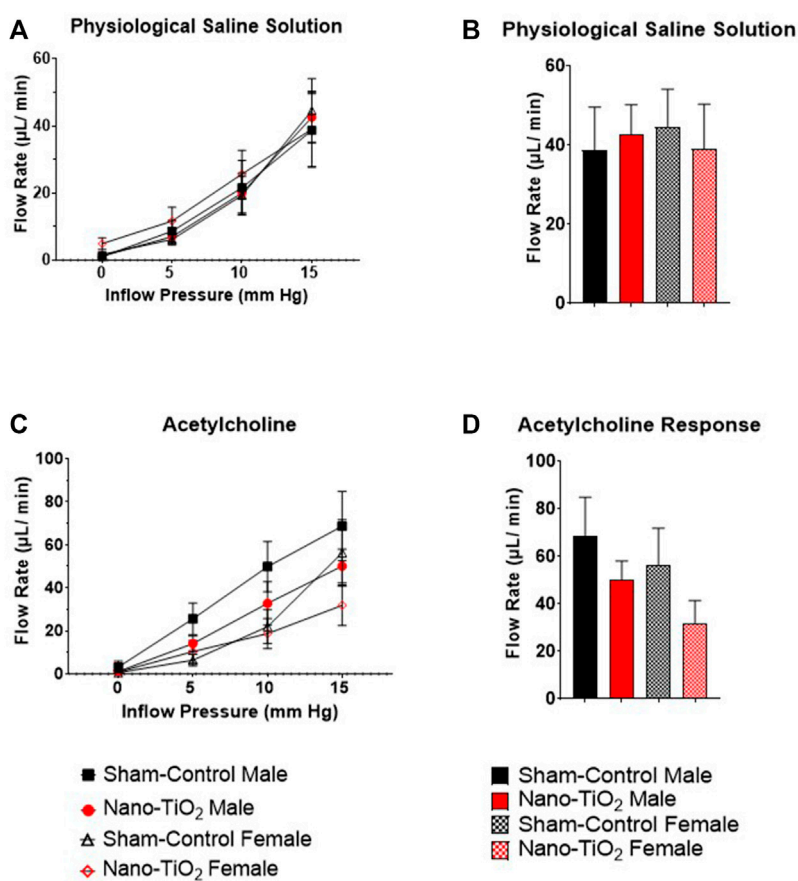 A
Physiological Saline Solution
Flow Rate (µL/ min)
60
40
20
0
0 5 10 15
Inflow Pressure (mm Hg)
B
Physiological Saline Solution
Flow Rate (µL/ min)
60
40
20
0
C
Acetylcholine
Flow Rate (µL/ min)
100
80
60
40
20
0
0 5 10 15
Inflow Pressure (mm Hg)
D
Acetylcholine Response
Flow Rate (µL/ min)
100
80
60
40
20
0
Sham-Control Male
Nano-TiO₂ Male
Sham-Control Female
Nano-TiO₂ Female
Sham-Control Male
Nano-TiO₂ Male
Sham-Control Female
Nano-TiO₂ Female